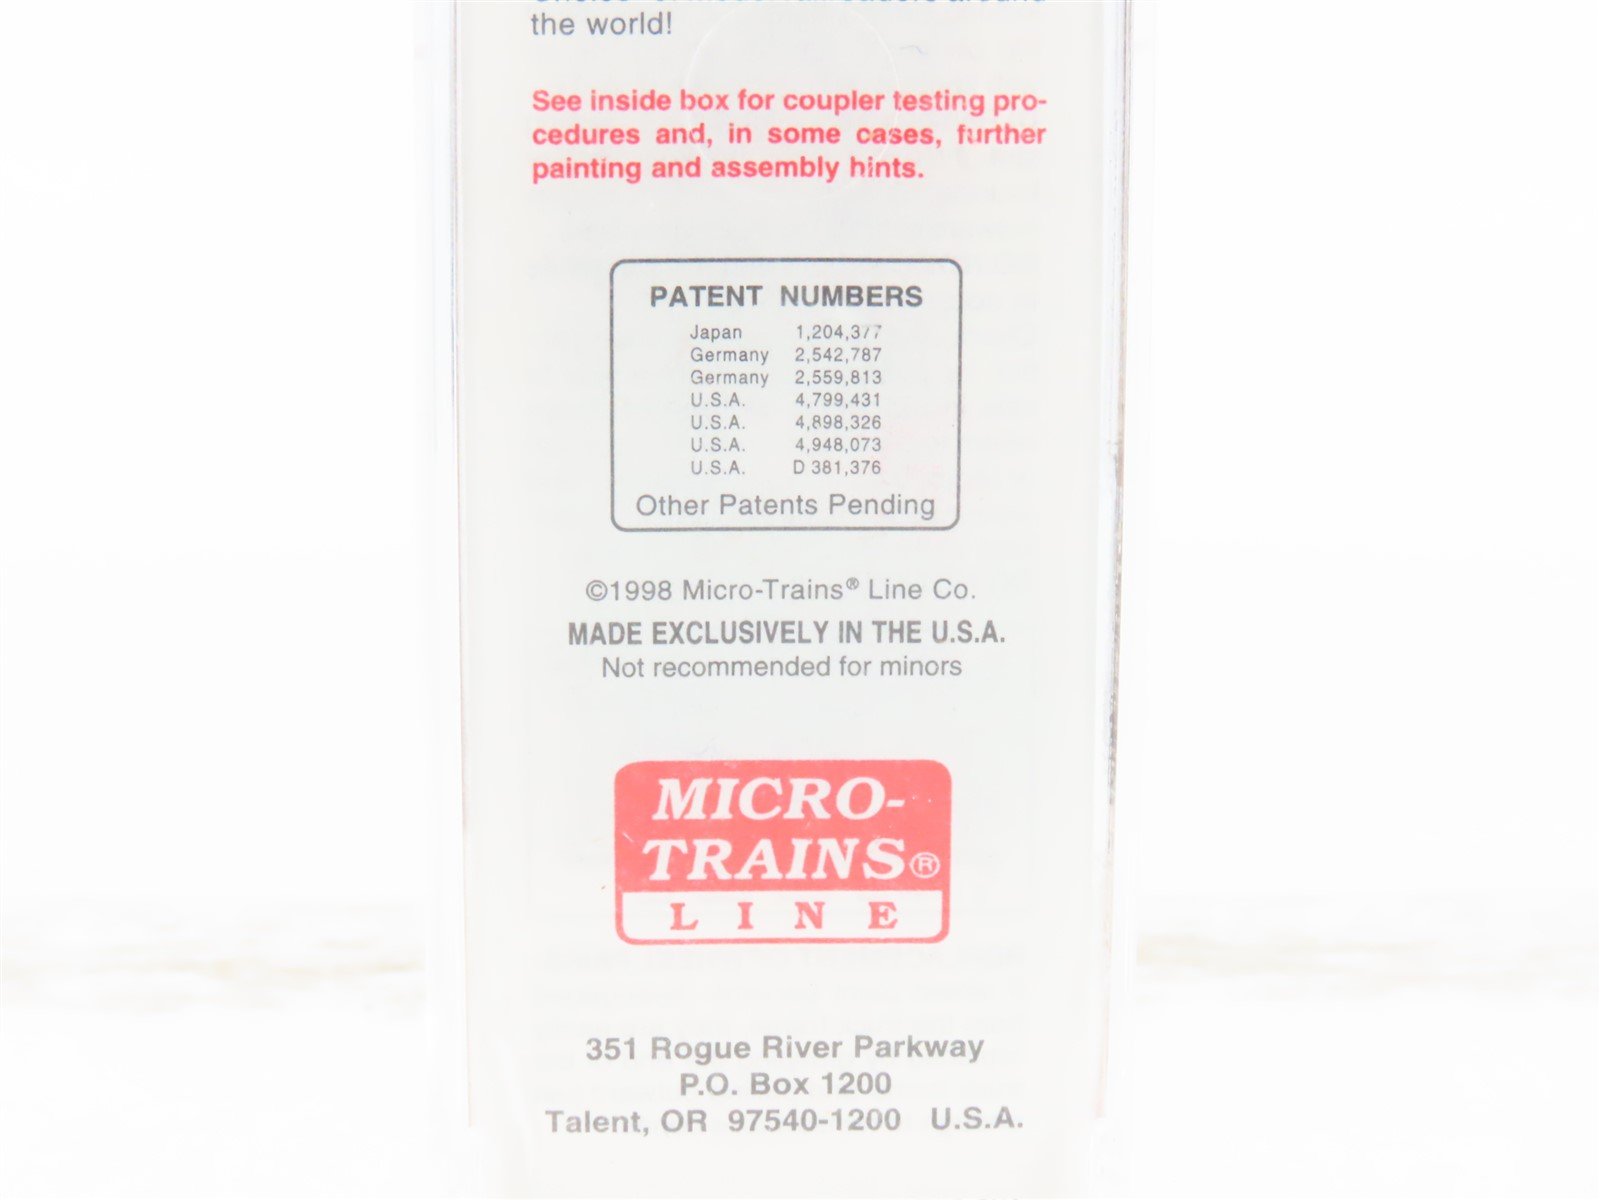 the world!
See inside box for coupler testing pro-
cedures and, in some cases, further
painting and assembly hints.
PATENT NUMBERS
Japan 1,204,377
Germany 2,542,787
Germany 2,559,813
U.S.A. 4,799,431
U.S.A. 4,898,326
U.S.A. 4,948,073
U.S.A. D 381,376
Other Patents Pending
©1998 Micro-Trains® Line Co.
MADE EXCLUSIVELY IN THE U.S.A.
Not recommended for minors
MICRO-
TRAINS®
LINE
351 Rogue River Parkway
P.O. Box 1200
Talent, OR 97540-1200 U.S.A.